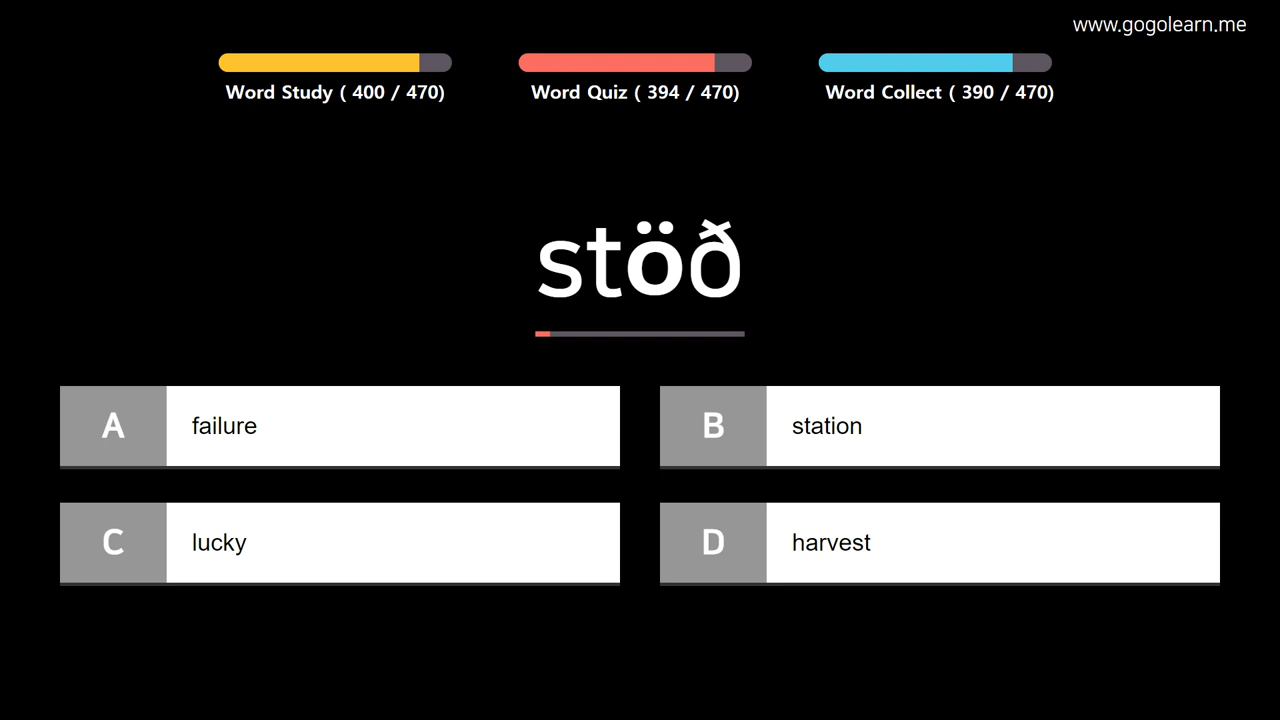 www.gogolearn.me
Word Study ( 400 / 470)
Word Quiz ( 394 / 470)
Word Collect ( 390 / 470)
stöð
A failure
B station
C lucky
D harvest